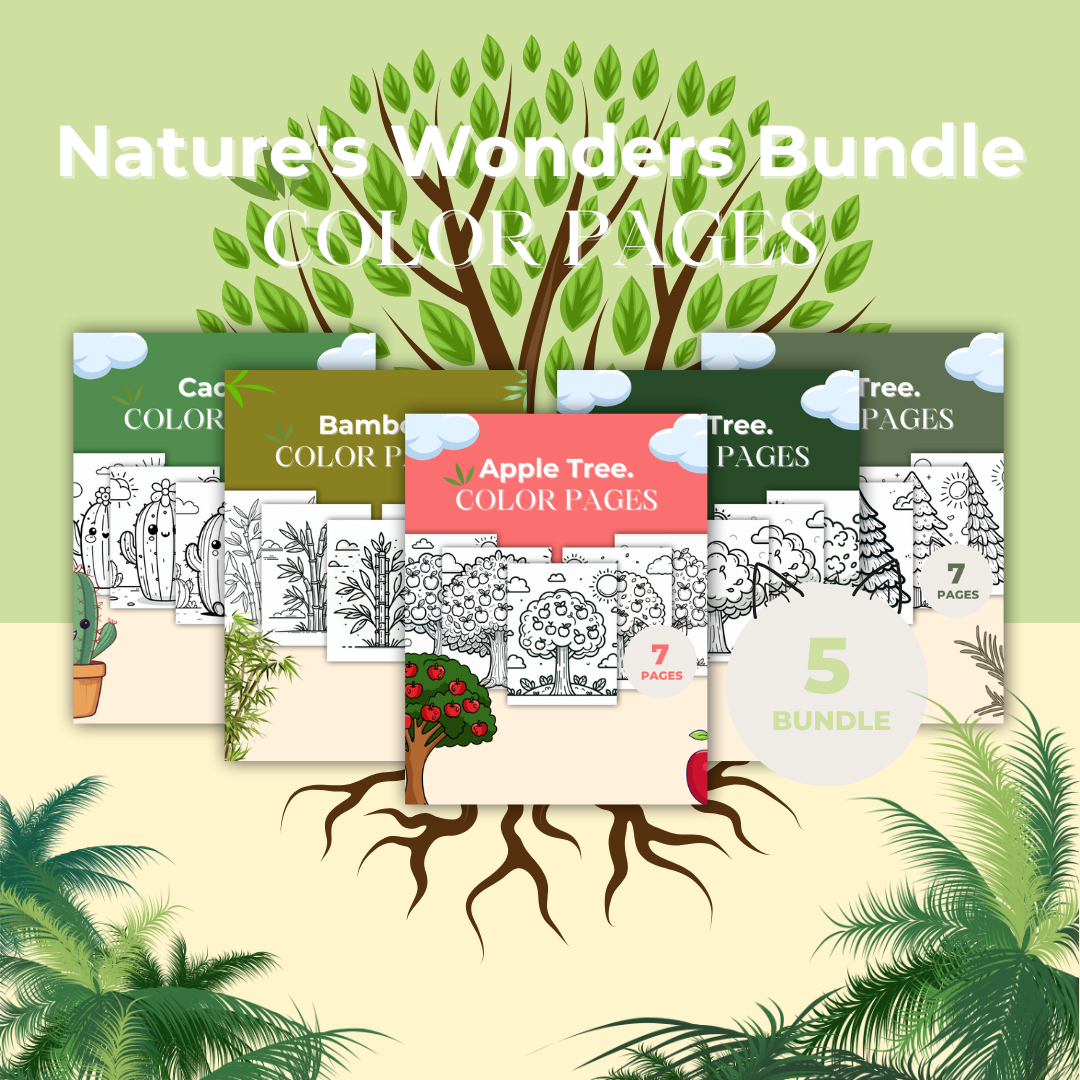 Nature's Wonders Bundle
COLOR PAGES
Cac
COLOR
Bambo
COLOR P
Apple Tree.
COLOR PAGES
Tree.
PAGES
Tree.
PAGES
7
PAGES
7
PAGES
5
BUNDLE